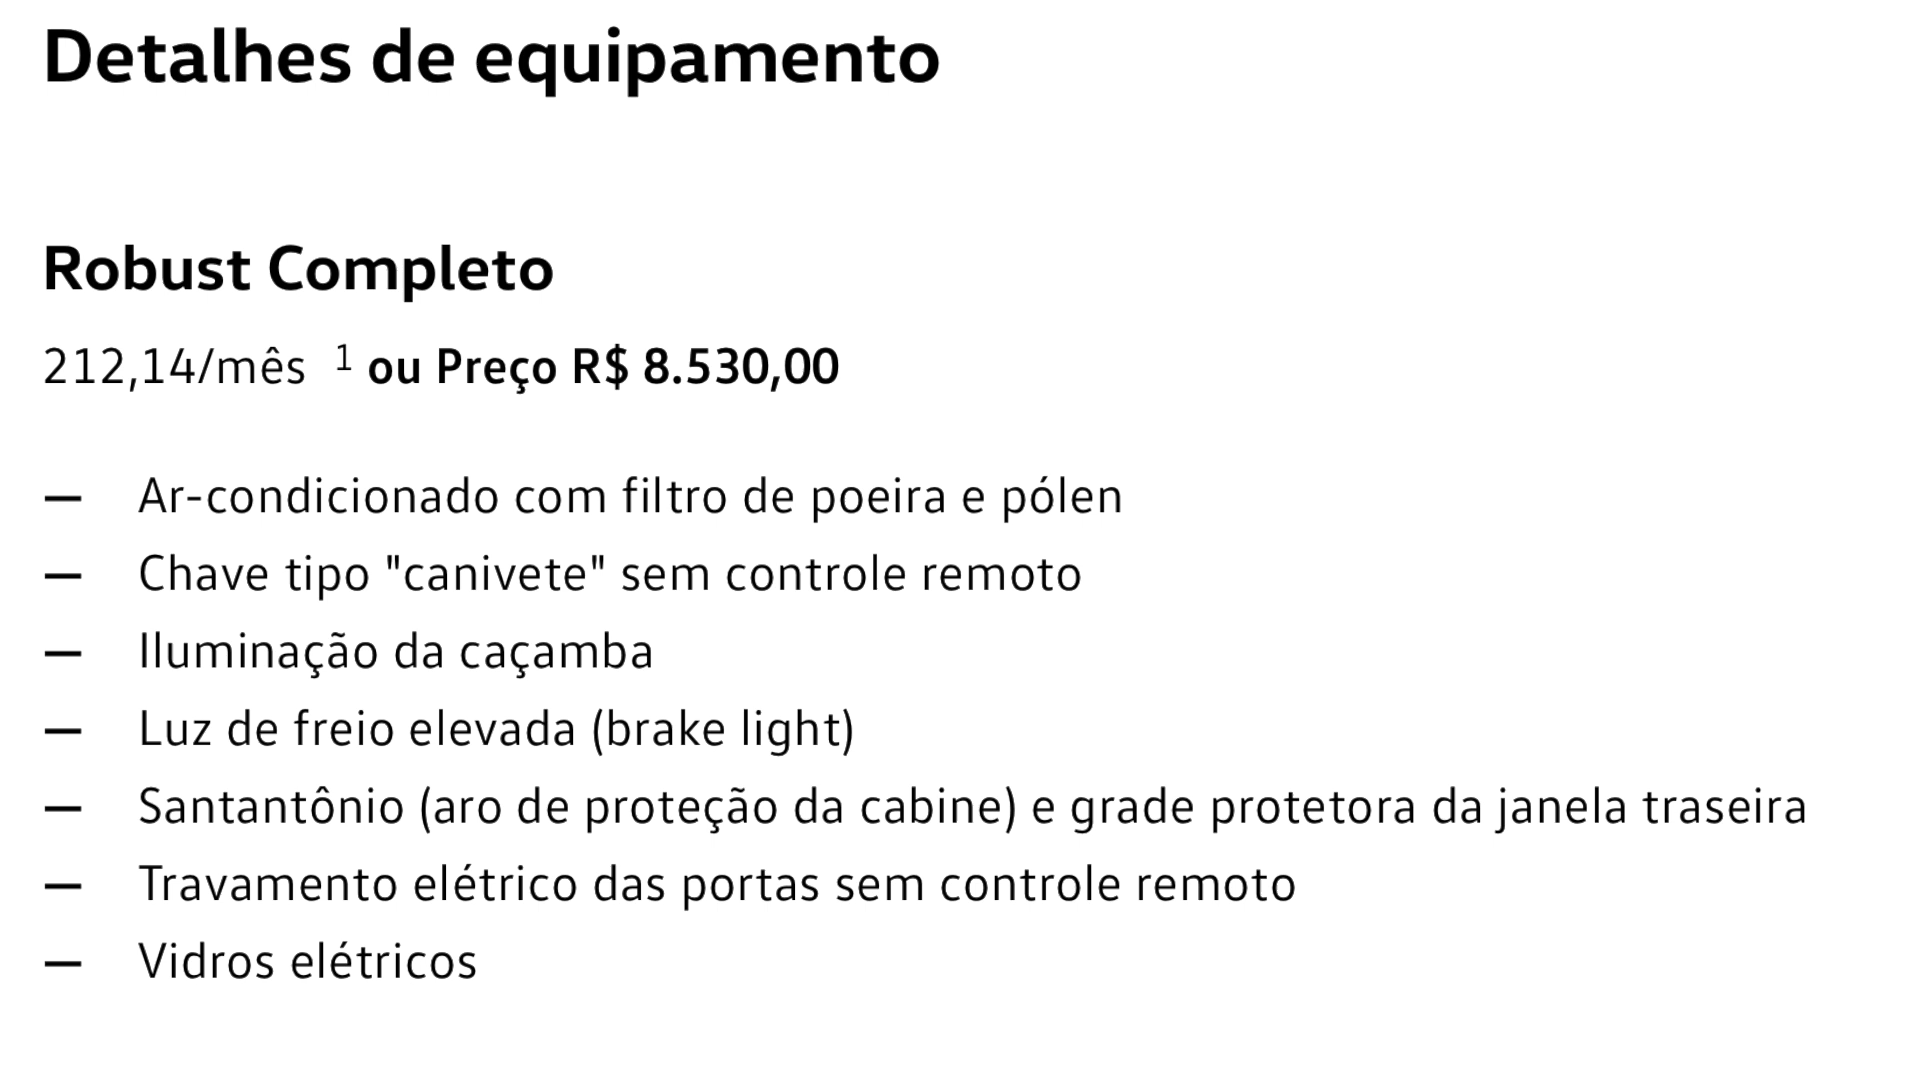 Detalhes de equipamento
Robust Completo
212,14/mês ¹ ou Preço R$ 8.530,00
— Ar-condicionado com filtro de poeira e pólen
— Chave tipo "canivete" sem controle remoto
— Iluminação da caçamba
— Luz de freio elevada (brake light)
— Santantônio (aro de proteção da cabine) e grade protetora da janela traseira
— Travamento elétrico das portas sem controle remoto
— Vidros elétricos